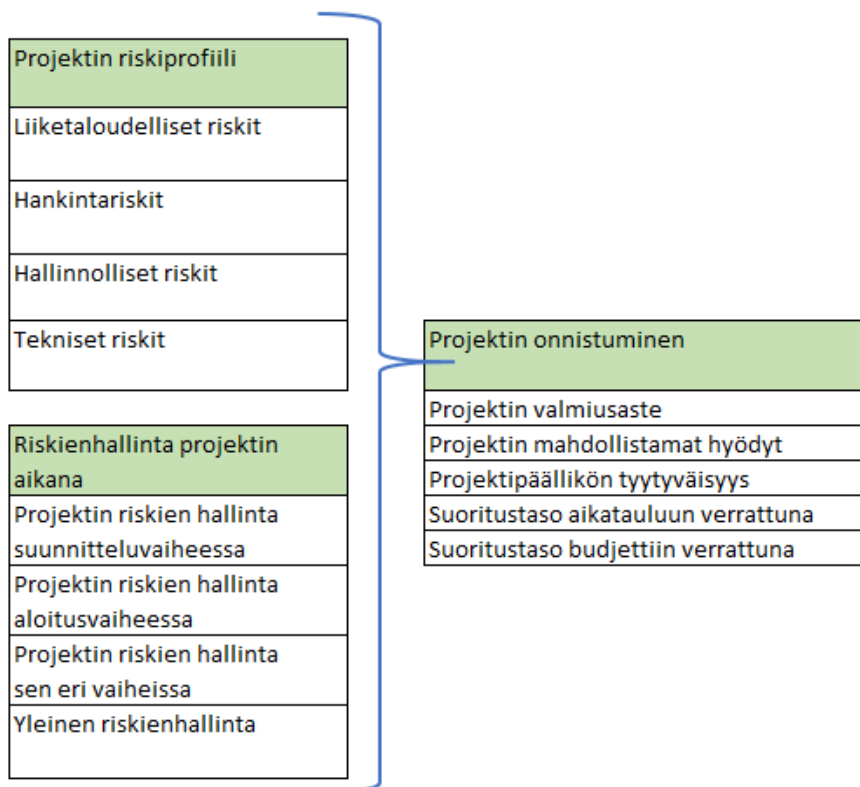 Projektin riskiprofiili
Liiketaloudelliset riskit
Hankintariskit
Hallinnolliset riskit
Tekniset riskit
Riskienhallinta projektin
aikana
Projektin riskien hallinta
suunnitteluvaiheessa
Projektin riskien hallinta
aloitusvaiheessa
Projektin riskien hallinta
sen eri vaiheissa
Yleinen riskienhallinta
Projektin onnistuminen
Projektin valmiusaste
Projektin mahdollistamat hyödyt
Projektipäällikön tyytyväisyys
Suoritustaso aikatauluun verrattuna
Suoritustaso budjettiin verrattuna